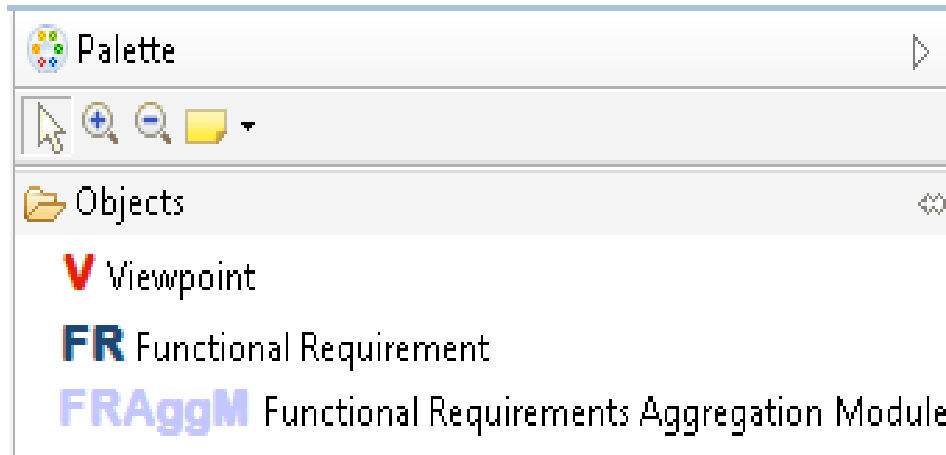 Palette
Objects
V Viewpoint
FR Functional Requirement
FRAggM Functional Requirements Aggregation Module